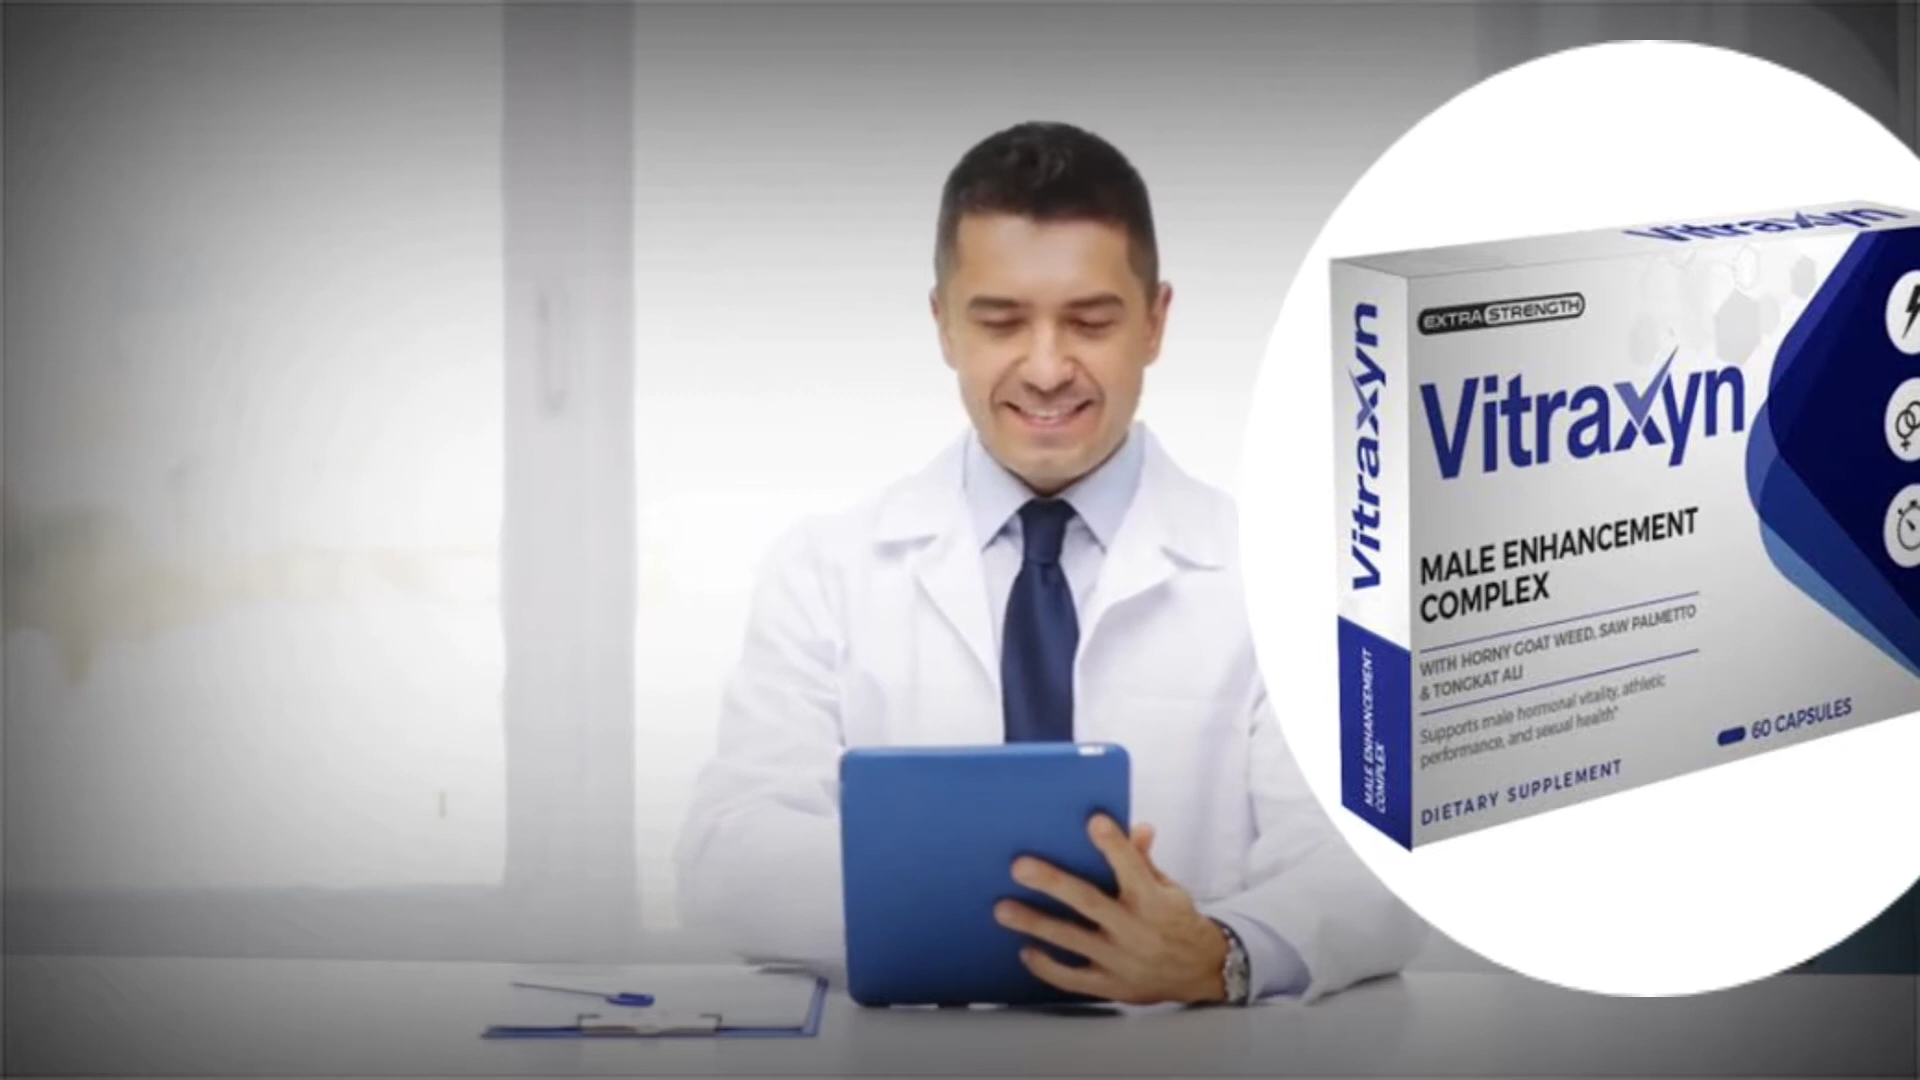 Vitraxyn
EXTRA STRENGTH
Vitraxyn
Vitraxyn
MALE ENHANCEMENT
COMPLEX
WITH HORNY GOAT WEED, SAW PALMETTO
& TONGKAT ALI
Supports male hormonal vitality, athletic
performance, and sexual health*
60 CAPSULES
DIETARY SUPPLEMENT
MALE ENHANCEMENT
COMPLEX